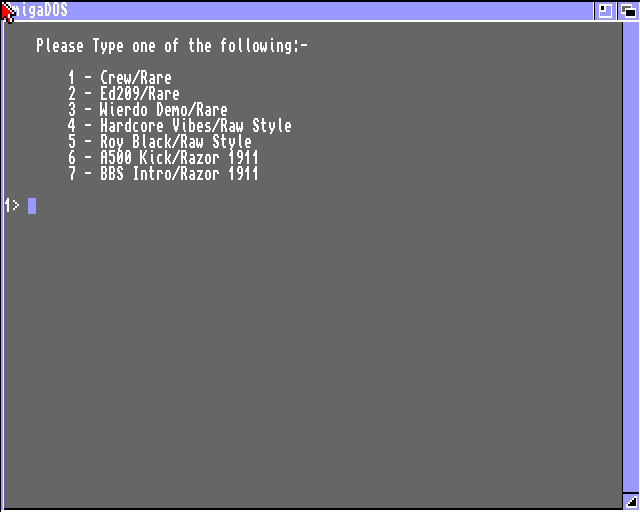 AmigaDOS
Please Type one of the following:-
1 - Crew/Rare
2 - Ed209/Rare
3 - Wierdo Demo/Rare
4 - Hardcore Vibes/Raw Style
5 - Roy Black/Raw Style
6 - A500 Kick/Razor 1911
7 - BBS Intro/Razor 1911
1>